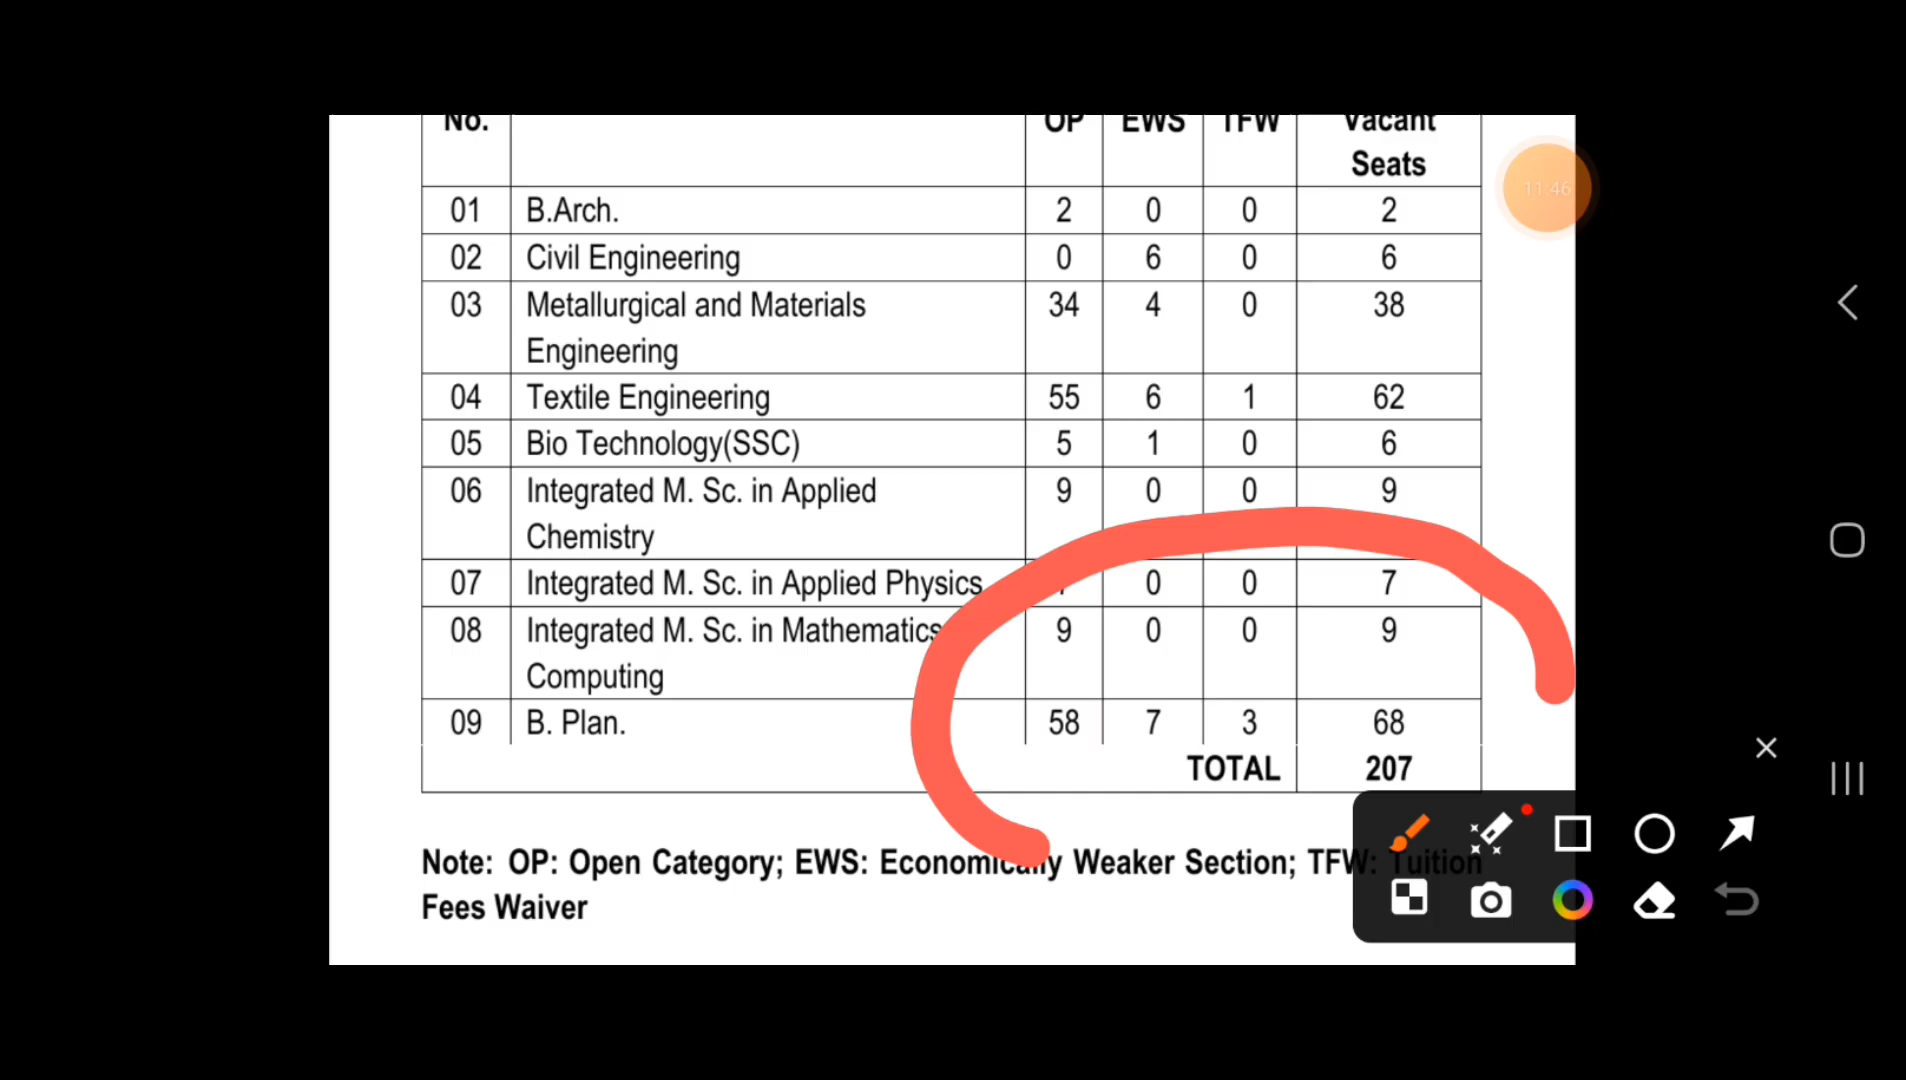 No. OP EWS TFW Vacant
Seats
01 B.Arch. 2 0 0 2
02 Civil Engineering 0 6 0 6
03 Metallurgical and Materials 34 4 0 38
Engineering
04 Textile Engineering 55 6 1 62
05 Bio Technology(SSC) 5 1 0 6
06 Integrated M. Sc. in Applied 9 0 0 9
Chemistry
07 Integrated M. Sc. in Applied Physics 0 0 7
08 Integrated M. Sc. in Mathematics 9 0 0 9
Computing
09 B. Plan. 58 7 3 68
TOTAL 207
Note: OP: Open Category; EWS: Economically Weaker Section; TFW: Tuition
Fees Waiver
11:46